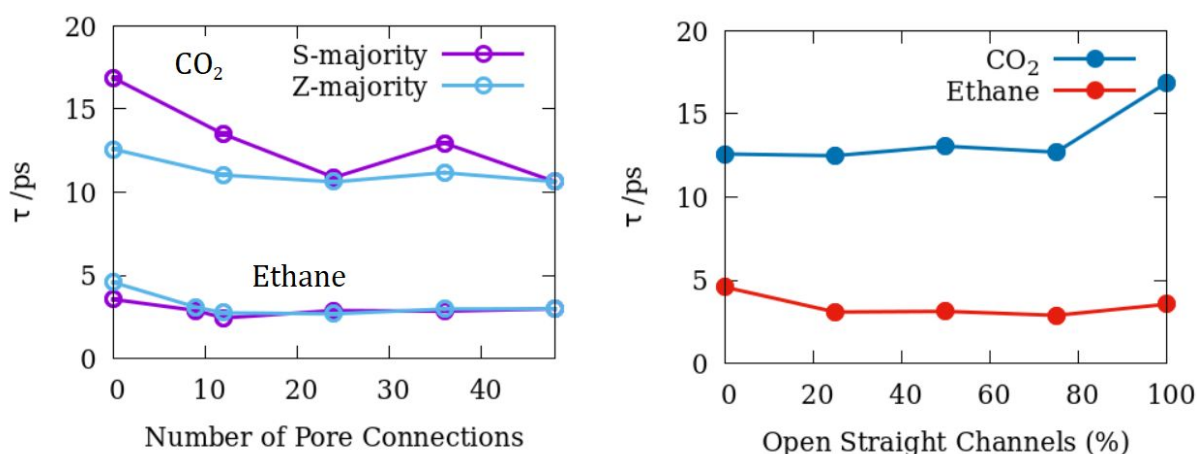 20
15
10
5
0
τ /ps
CO₂
S-majority
Z-majority
Ethane
0 10 20 30 40
Number of Pore Connections
20
15
10
5
0
τ /ps
CO₂
Ethane
0 20 40 60 80 100
Open Straight Channels (%)